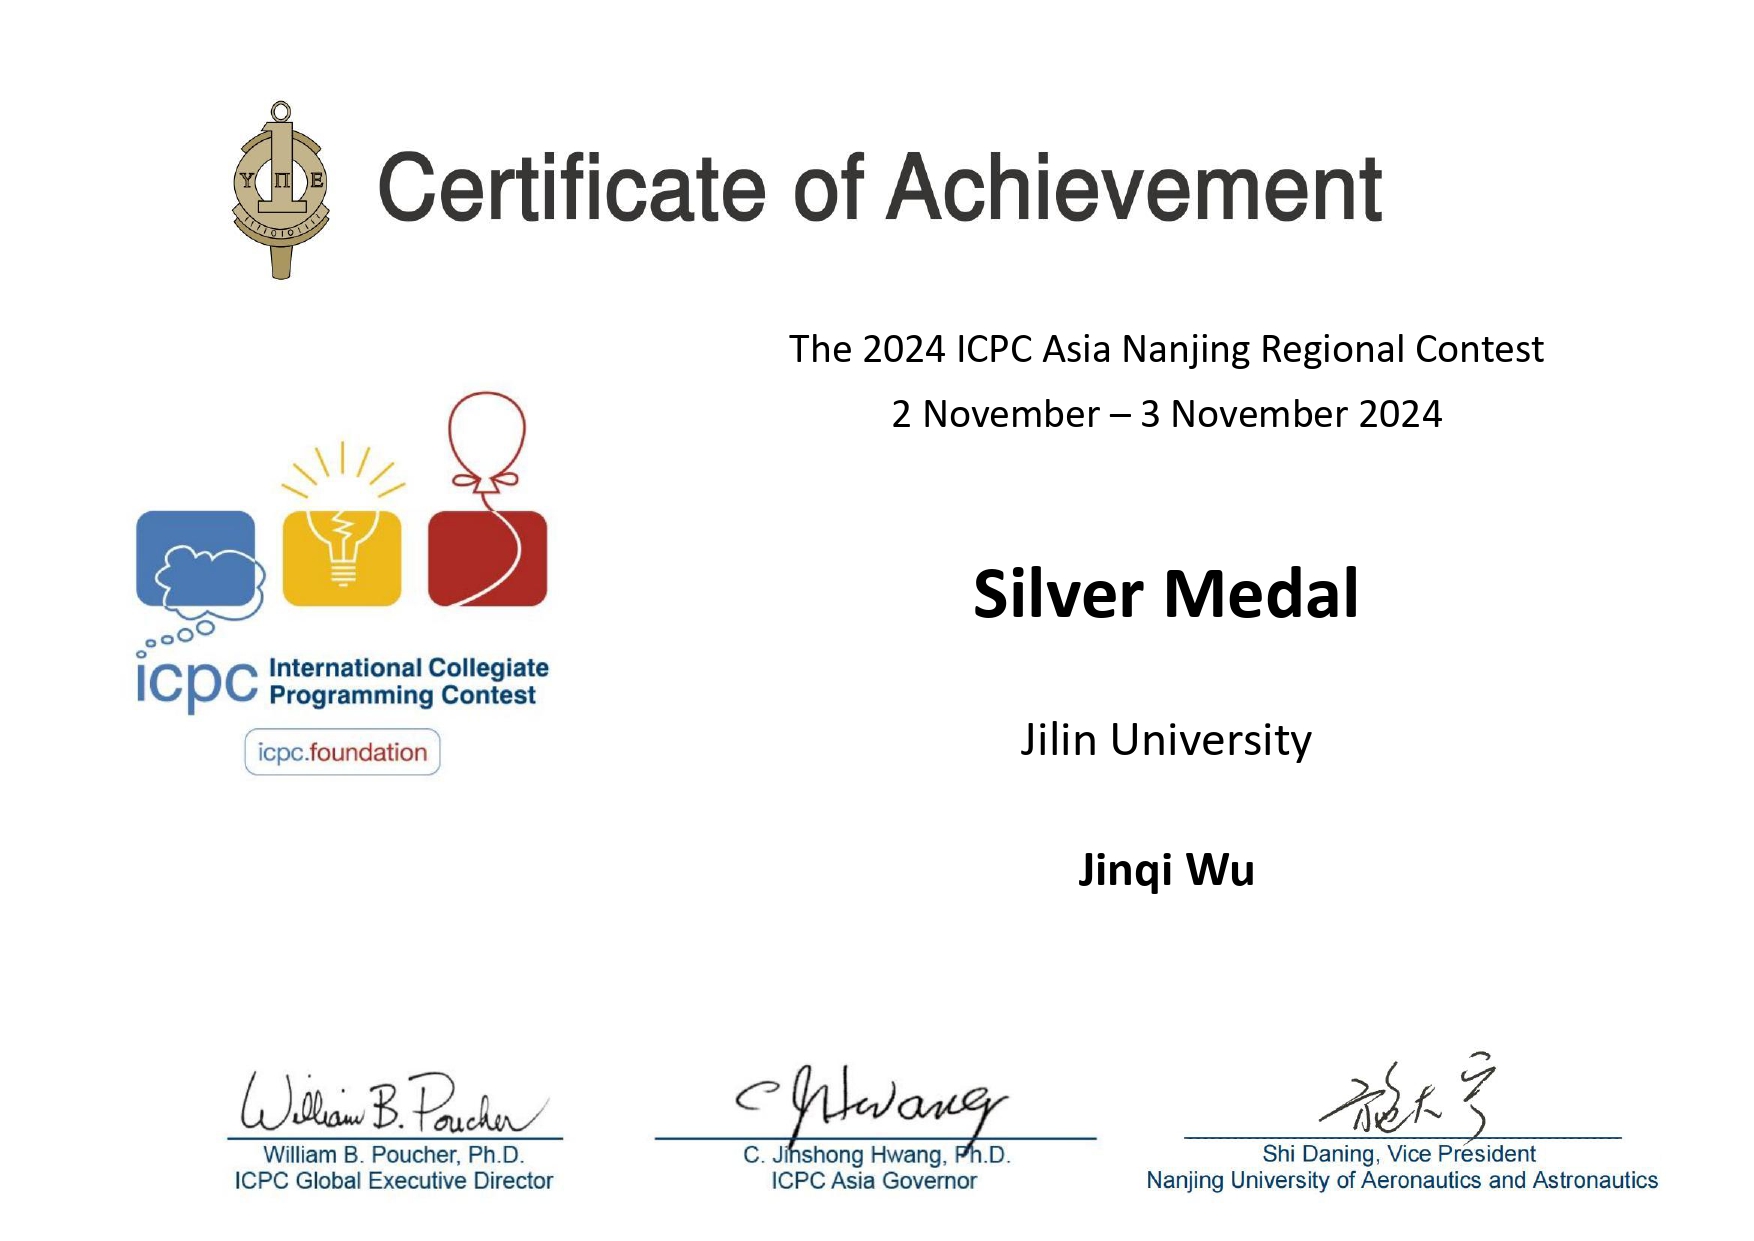 Υ Π Ε
Certificate of Achievement
The 2024 ICPC Asia Nanjing Regional Contest
2 November – 3 November 2024
Silver Medal
Jilin University
Jinqi Wu
icpc International Collegiate
Programming Contest
icpc.foundation
William B. Poucher
C J Hwang
施大宁
William B. Poucher, Ph.D.
ICPC Global Executive Director
C. Jinshong Hwang, Ph.D.
ICPC Asia Governor
Shi Daning, Vice President
Nanjing University of Aeronautics and Astronautics